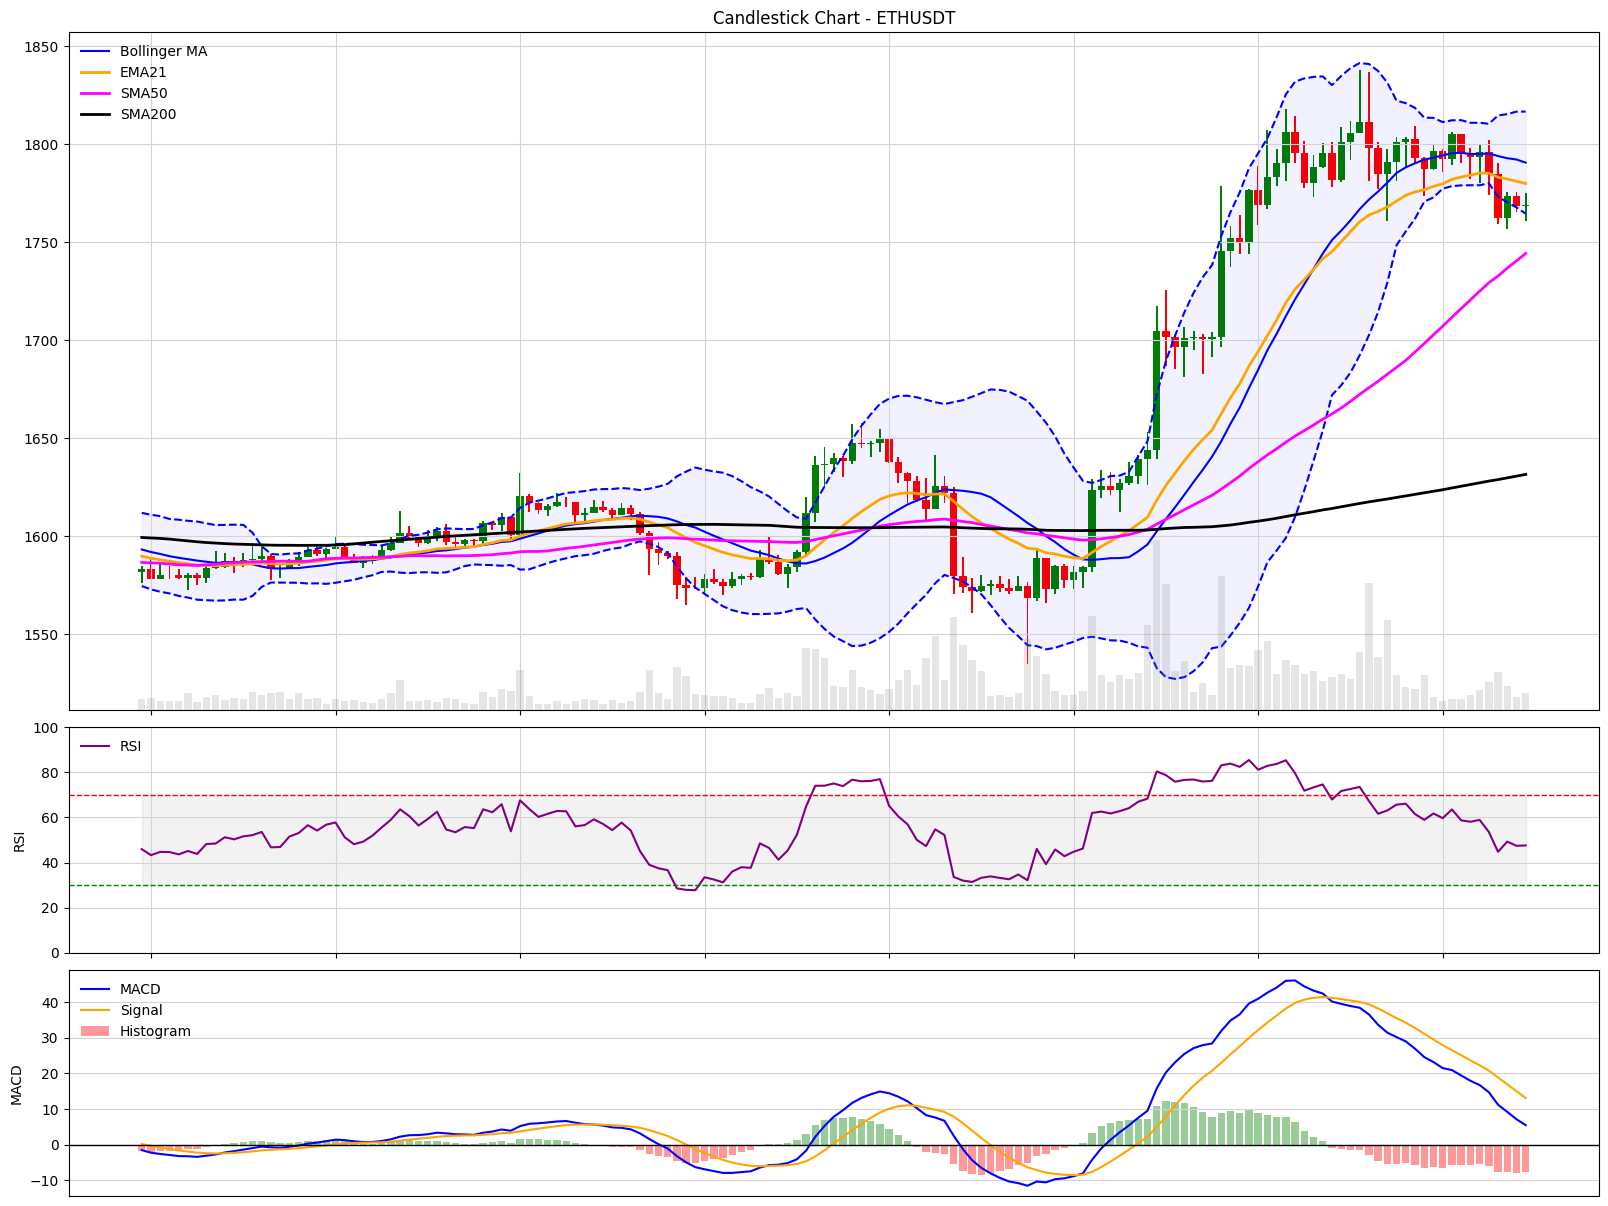 Candlestick Chart - ETHUSDT
Bollinger MA
EMA21
SMA50
SMA200
1850
1800
1750
1700
1650
1600
1550
RSI
100
80
60
40
20
0
RSI
MACD
Signal
Histogram
40
30
20
10
0
−10
MACD